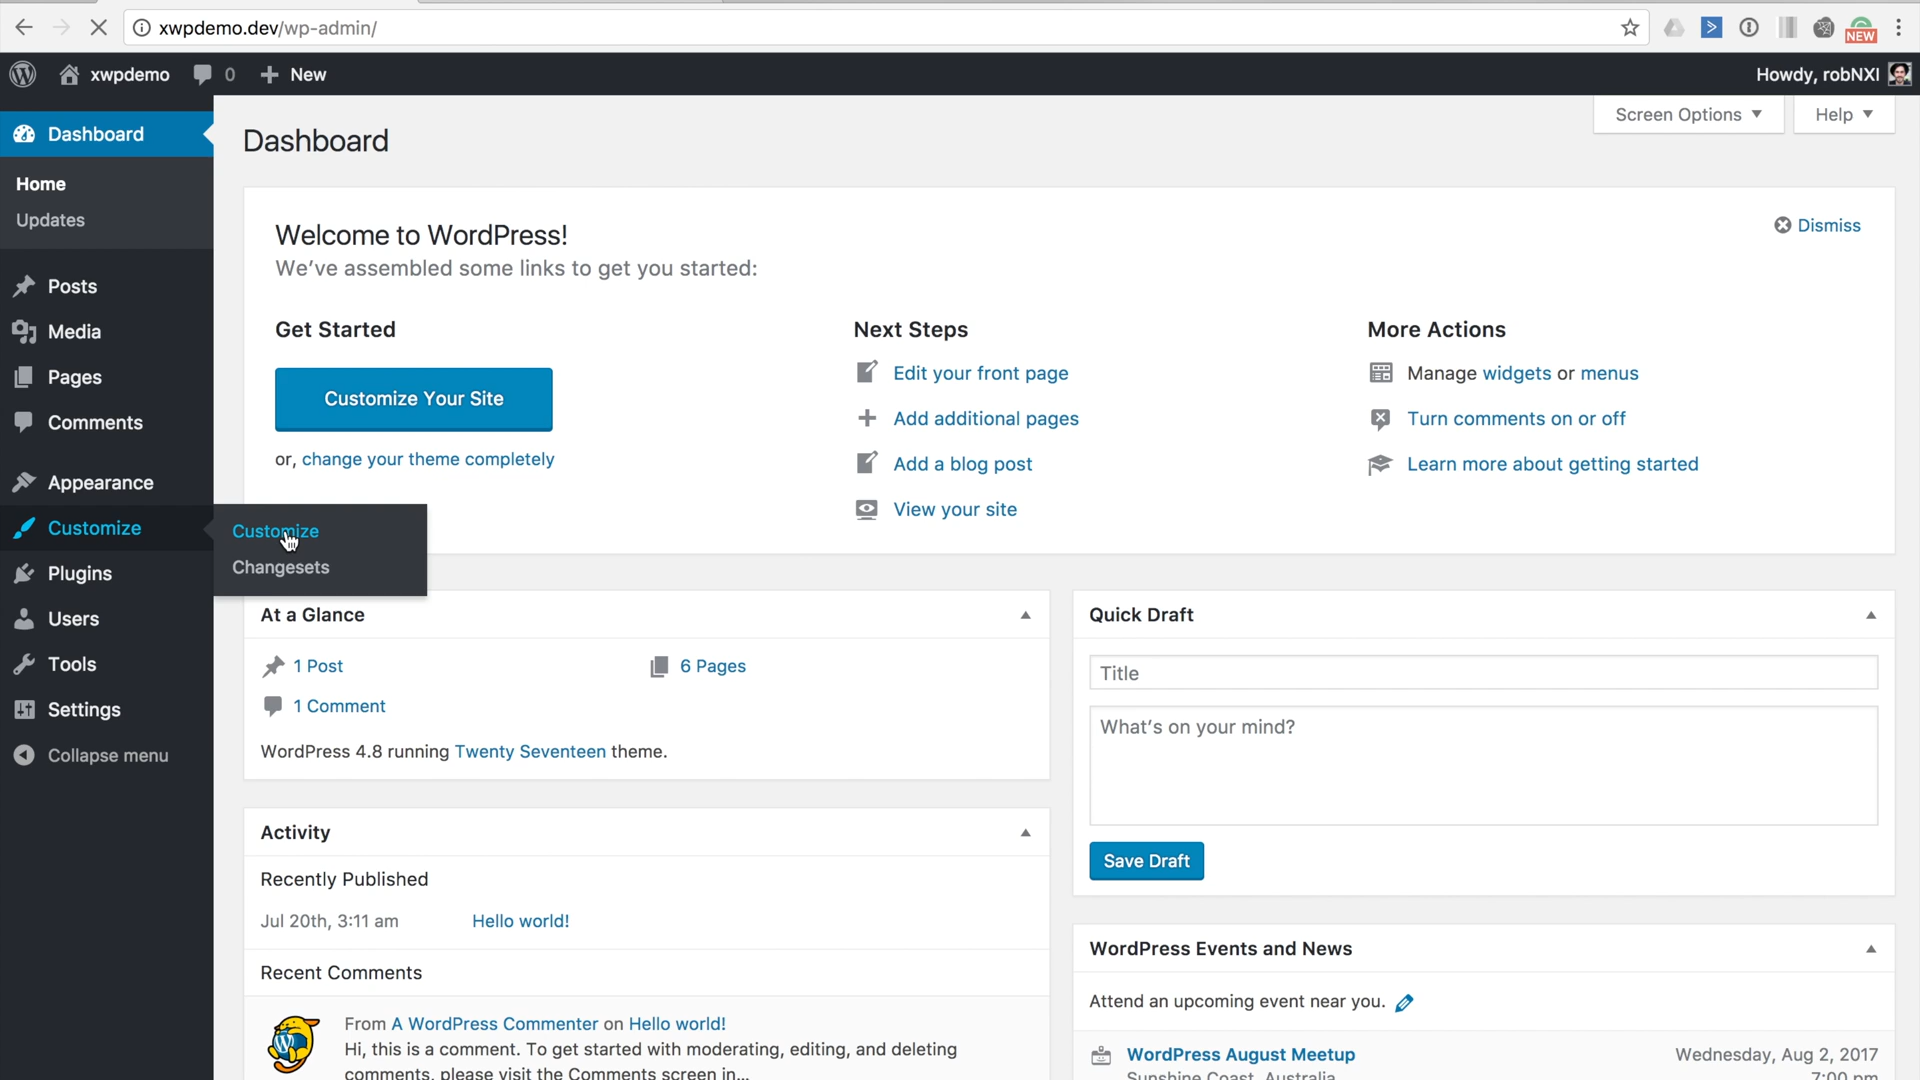 xwpdemo.dev/wp-admin/
NEW
xwpdemo 0 New
Howdy, robNXI
Dashboard
Home
Updates
Posts
Media
Pages
Comments
Appearance
Customize
Plugins
Users
Tools
Settings
Collapse menu
Customize
Changesets
Screen Options
Help
Dashboard
Welcome to WordPress!
We've assembled some links to get you started:
Dismiss
Get Started
Customize Your Site
or, change your theme completely
Next Steps
Edit your front page
Add additional pages
Add a blog post
View your site
More Actions
Manage widgets or menus
Turn comments on or off
Learn more about getting started
At a Glance
1 Post
6 Pages
1 Comment
WordPress 4.8 running Twenty Seventeen theme.
Activity
Recently Published
Jul 20th, 3:11 am Hello world!
Recent Comments
From A WordPress Commenter on Hello world!
Hi, this is a comment. To get started with moderating, editing, and deleting
comments, please visit the Comments screen in...
Quick Draft
Title
What's on your mind?
Save Draft
WordPress Events and News
Attend an upcoming event near you.
WordPress August Meetup
Wednesday, Aug 2, 2017
Sunshine Coast, Australia
7:00 pm